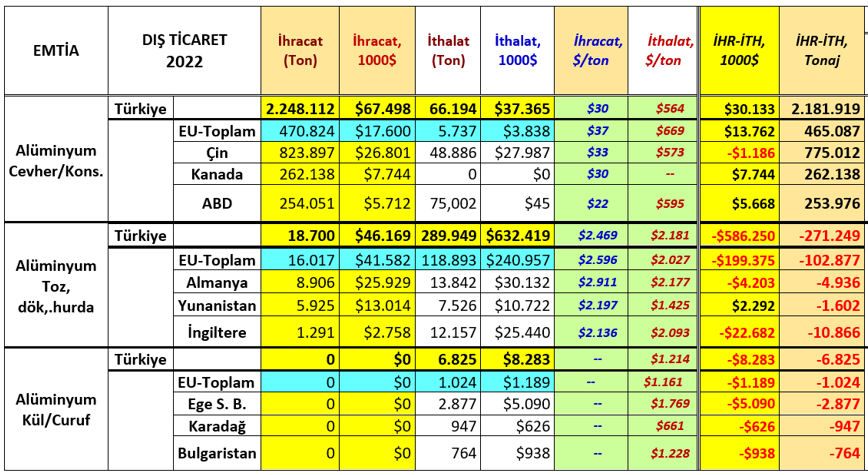 EMTİA DIŞ TİCARET 2022 İhracat (Ton) İhracat, 1000$ İthalat (Ton) İthalat, 1000$ İhracat, $/ton İthalat, $/ton İHR-İTH, 1000$ İHR-İTH, Tonaj
Alüminyum Cevher/Kons.
Türkiye 2.248.112 $67.498 66.194 $37.365 $30 $564 $30.133 2.181.919
EU-Toplam 470.824 $17.600 5.737 $3.838 $37 $669 $13.762 465.087
Çin 823.897 $26.801 48.886 $27.987 $33 $573 -$1.186 775.012
Kanada 262.138 $7.744 0 $0 $30 -- $7.744 262.138
ABD 254.051 $5.712 75,002 $45 $22 $595 $5.668 253.976
Alüminyum Toz, dök,.hurda
Türkiye 18.700 $46.169 289.949 $632.419 $2.469 $2.181 -$586.250 -271.249
EU-Toplam 16.017 $41.582 118.893 $240.957 $2.596 $2.027 -$199.375 -102.877
Almanya 8.906 $25.929 13.842 $30.132 $2.911 $2.177 -$4.203 -4.936
Yunanistan 5.925 $13.014 7.526 $10.722 $2.197 $1.425 $2.292 -1.602
İngiltere 1.291 $2.758 12.157 $25.440 $2.136 $2.093 -$22.682 -10.866
Alüminyum Kül/Curuf
Türkiye 0 $0 6.825 $8.283 -- $1.214 -$8.283 -6.825
EU-Toplam 0 $0 1.024 $1.189 -- $1.161 -$1.189 -1.024
Ege S. B. 0 $0 2.877 $5.090 -- $1.769 -$5.090 -2.877
Karadağ 0 $0 947 $626 -- $661 -$626 -947
Bulgaristan 0 $0 764 $938 -- $1.228 -$938 -764